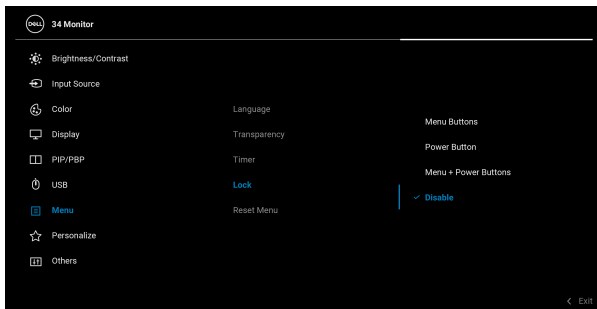 DELL
34 Monitor
Brightness/Contrast
Input Source
Color
Display
PIP/PBP
USB
Menu
Personalize
Others
Language
Transparency
Timer
Lock
Reset Menu
Menu Buttons
Power Button
Menu + Power Buttons
Disable
Exit